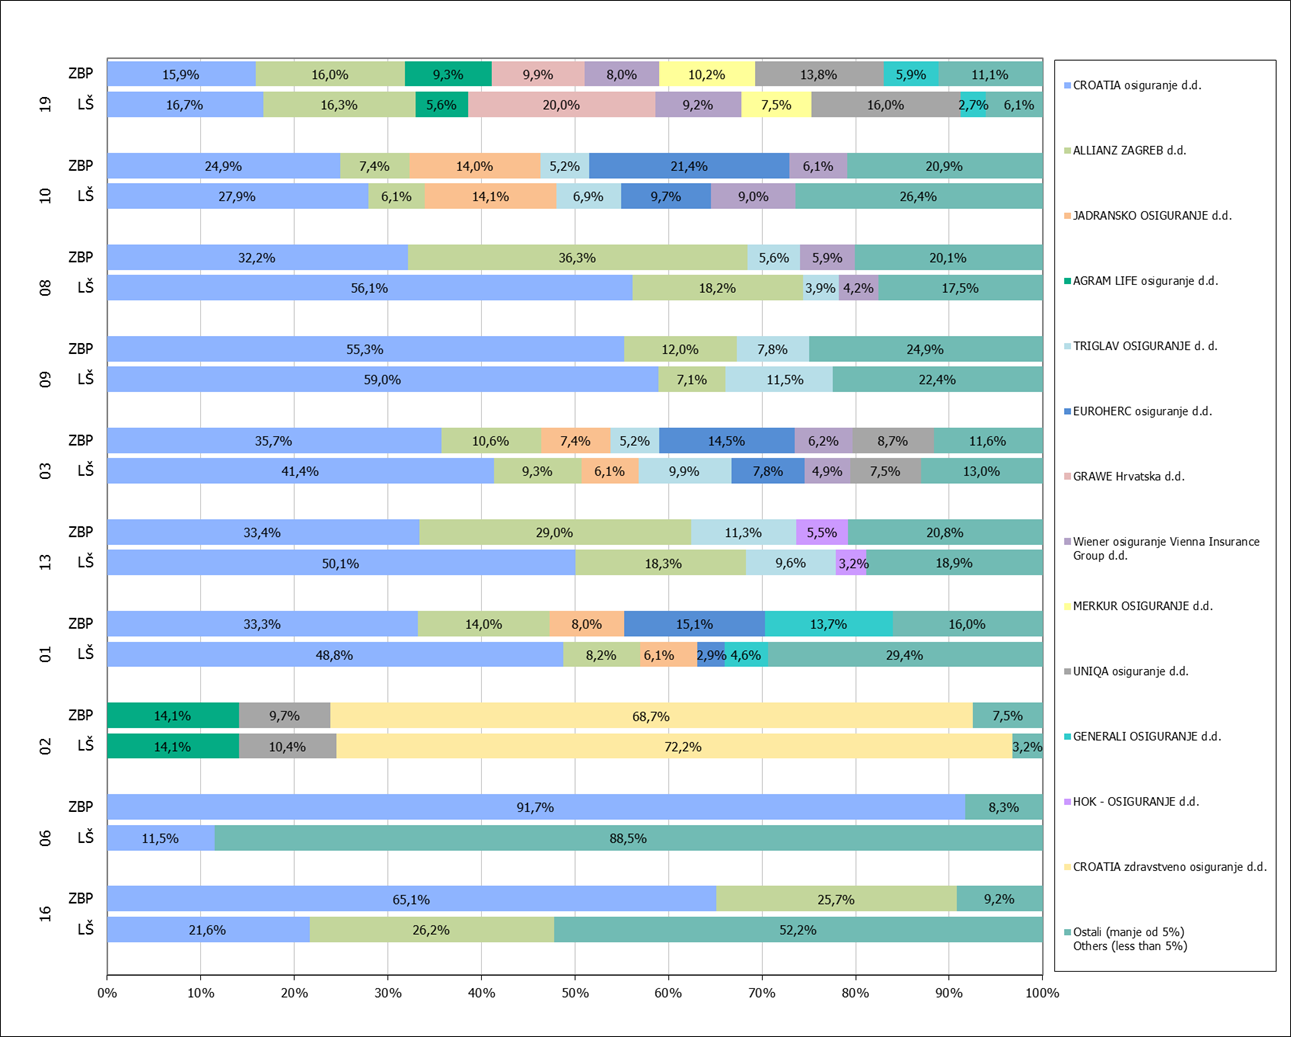 19
ZBP
15,9% 16,0% 9,3% 9,9% 8,0% 10,2% 13,8% 5,9% 11,1%
LŠ
16,7% 16,3% 5,6% 20,0% 9,2% 7,5% 16,0% 2,7% 6,1%
10
ZBP
24,9% 7,4% 14,0% 5,2% 21,4% 6,1% 20,9%
LŠ
27,9% 6,1% 14,1% 6,9% 9,7% 9,0% 26,4%
08
ZBP
32,2% 36,3% 5,6% 5,9% 20,1%
LŠ
56,1% 18,2% 3,9% 4,2% 17,5%
09
ZBP
55,3% 12,0% 7,8% 24,9%
LŠ
59,0% 7,1% 11,5% 22,4%
03
ZBP
35,7% 10,6% 7,4% 5,2% 14,5% 6,2% 8,7% 11,6%
LŠ
41,4% 9,3% 6,1% 9,9% 7,8% 4,9% 7,5% 13,0%
13
ZBP
33,4% 29,0% 11,3% 5,5% 20,8%
LŠ
50,1% 18,3% 9,6% 3,2% 18,9%
01
ZBP
33,3% 14,0% 8,0% 15,1% 13,7% 16,0%
LŠ
48,8% 8,2% 6,1% 2,9% 4,6% 29,4%
02
ZBP
14,1% 9,7% 68,7% 7,5%
LŠ
14,1% 10,4% 72,2% 3,2%
06
ZBP
91,7% 8,3%
LŠ
11,5% 88,5%
16
ZBP
65,1% 25,7% 9,2%
LŠ
21,6% 26,2% 52,2%
0% 10% 20% 30% 40% 50% 60% 70% 80% 90% 100%
CROATIA osiguranje d.d.
ALLIANZ ZAGREB d.d.
JADRANSKO OSIGURANJE d.d.
AGRAM LIFE osiguranje d.d.
TRIGLAV OSIGURANJE d. d.
EUROHERC osiguranje d.d.
GRAWE Hrvatska d.d.
Wiener osiguranje Vienna Insurance
Group d.d.
MERKUR OSIGURANJE d.d.
UNIQA osiguranje d.d.
GENERALI OSIGURANJE d.d.
HOK - OSIGURANJE d.d.
CROATIA zdravstveno osiguranje d.d.
Ostali (manje od 5%)
Others (less than 5%)